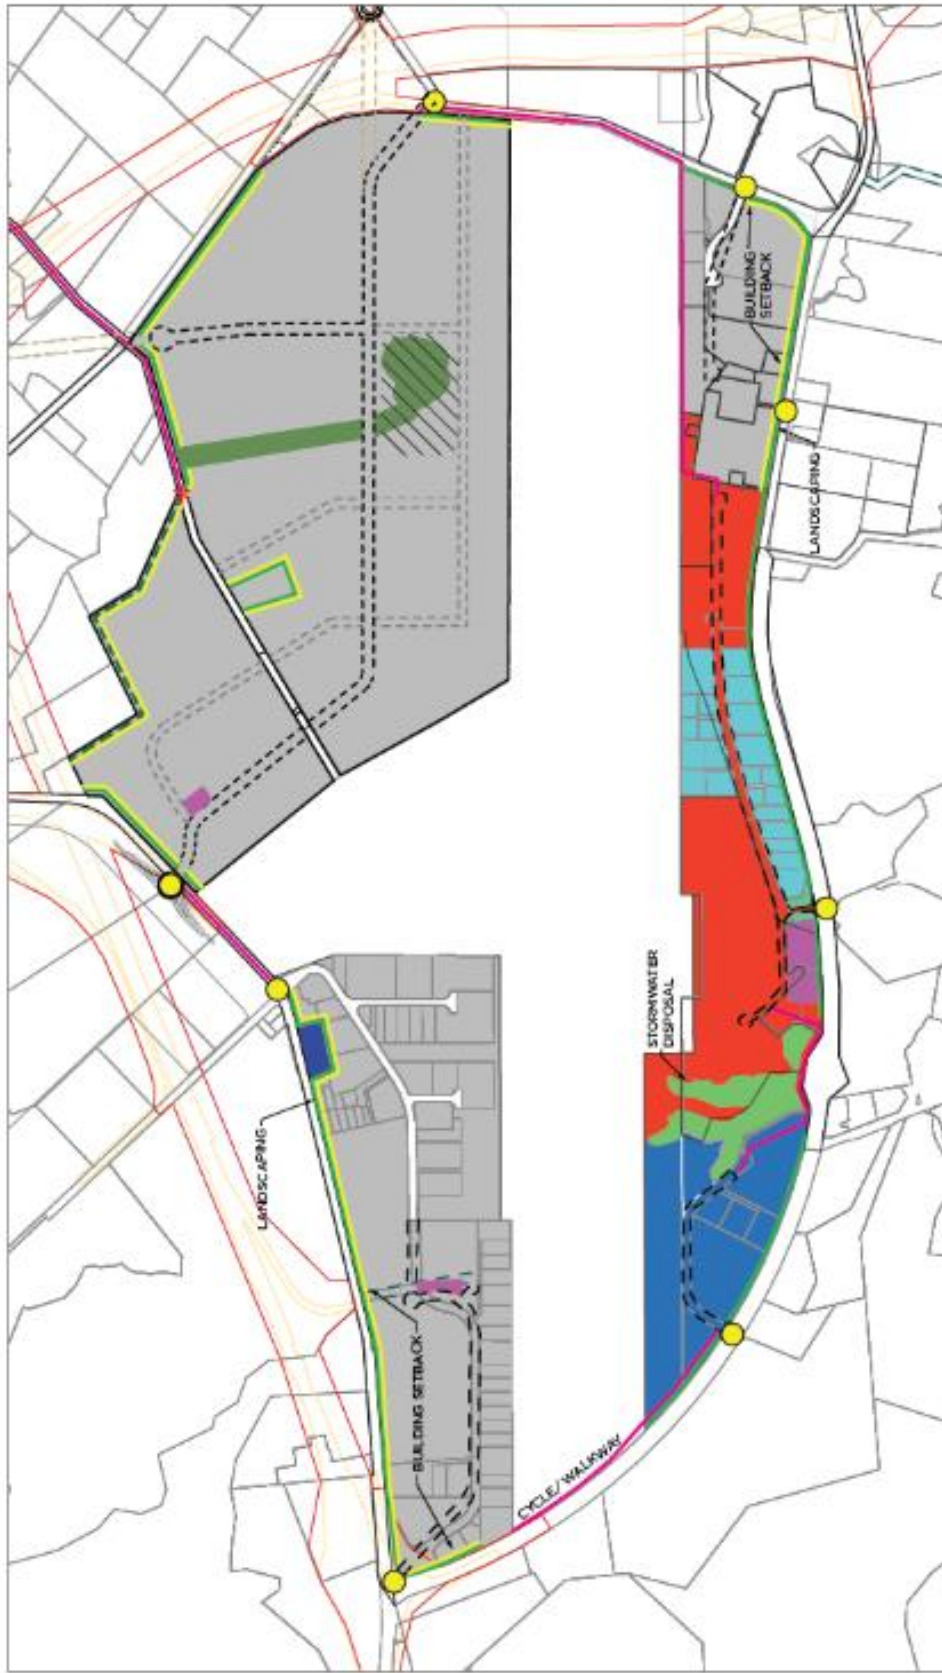 BUILDING
SETBACK
LANDSCAPING
STORMWATER
DISPOSAL
LANDSCAPING
BUILDING SETBACK
CYCLE/ WALKWAY